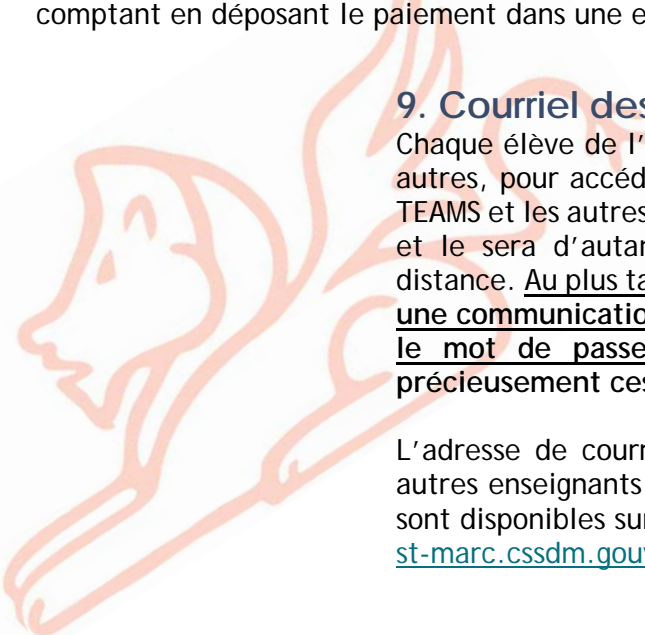 comptant en déposant le paiement dans une e
9. Courriel des
Chaque élève de l’
autres, pour accéd
TEAMS et les autres
et le sera d’autan
distance. Au plus ta
une communicatio
le mot de passe
précieusement ces
L’adresse de courr
autres enseignants
sont disponibles sur
st-marc.cssdm.gouv